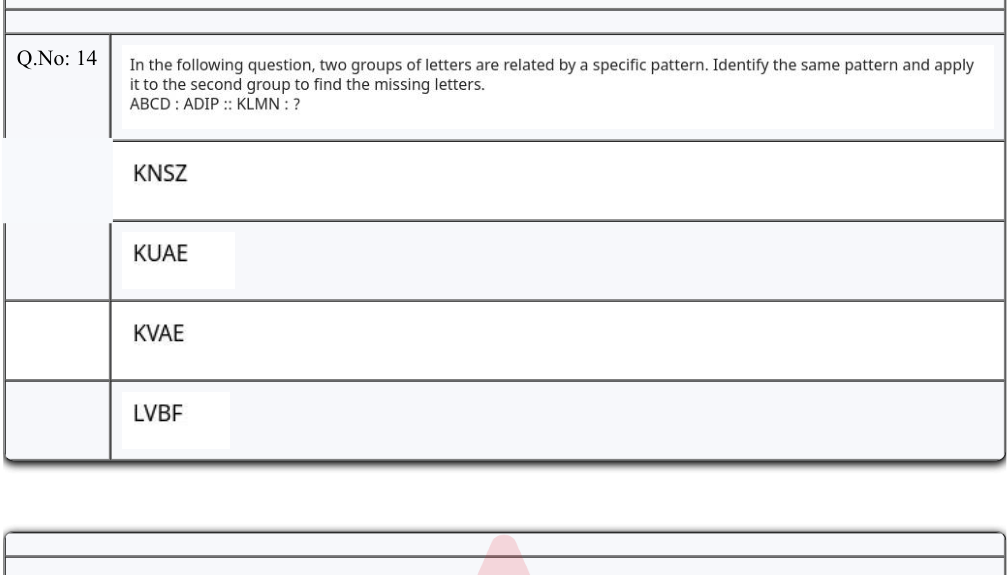 Q.No: 14
In the following question, two groups of letters are related by a specific pattern. Identify the same pattern and apply
it to the second group to find the missing letters.
ABCD : ADIP :: KLMN : ?
KNSZ
KUAE
KVAE
LVBF